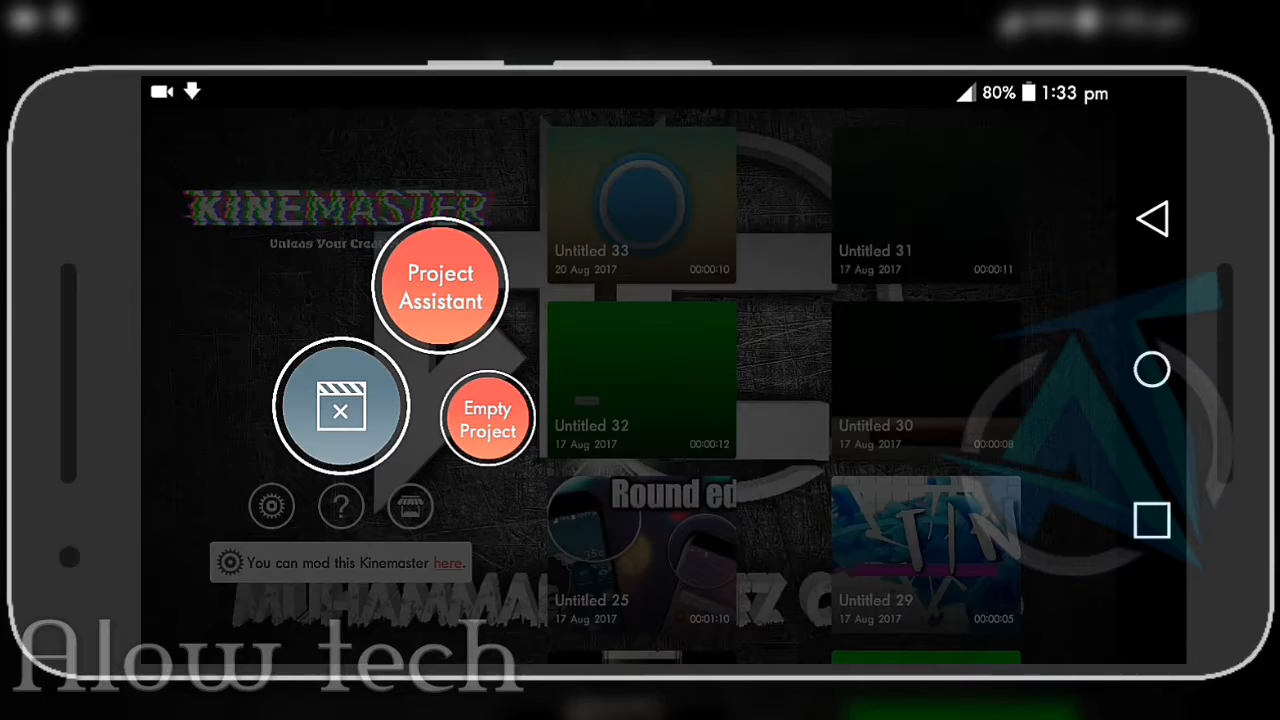 80% 1:33 pm
KINEMASTER
Unleas Your Crea
Project
Assistant
Empty
Project
?
You can mod this Kinemaster here.
Untitled 33
20 Aug 2017 00:00:10
Untitled 31
17 Aug 2017 00:00:11
Untitled 32
17 Aug 2017 00:00:12
Untitled 30
17 Aug 2017 00:00:08
Round ed
Untitled 25
17 Aug 2017 00:01:10
Untitled 29
17 Aug 2017 00:00:05
Alow tech